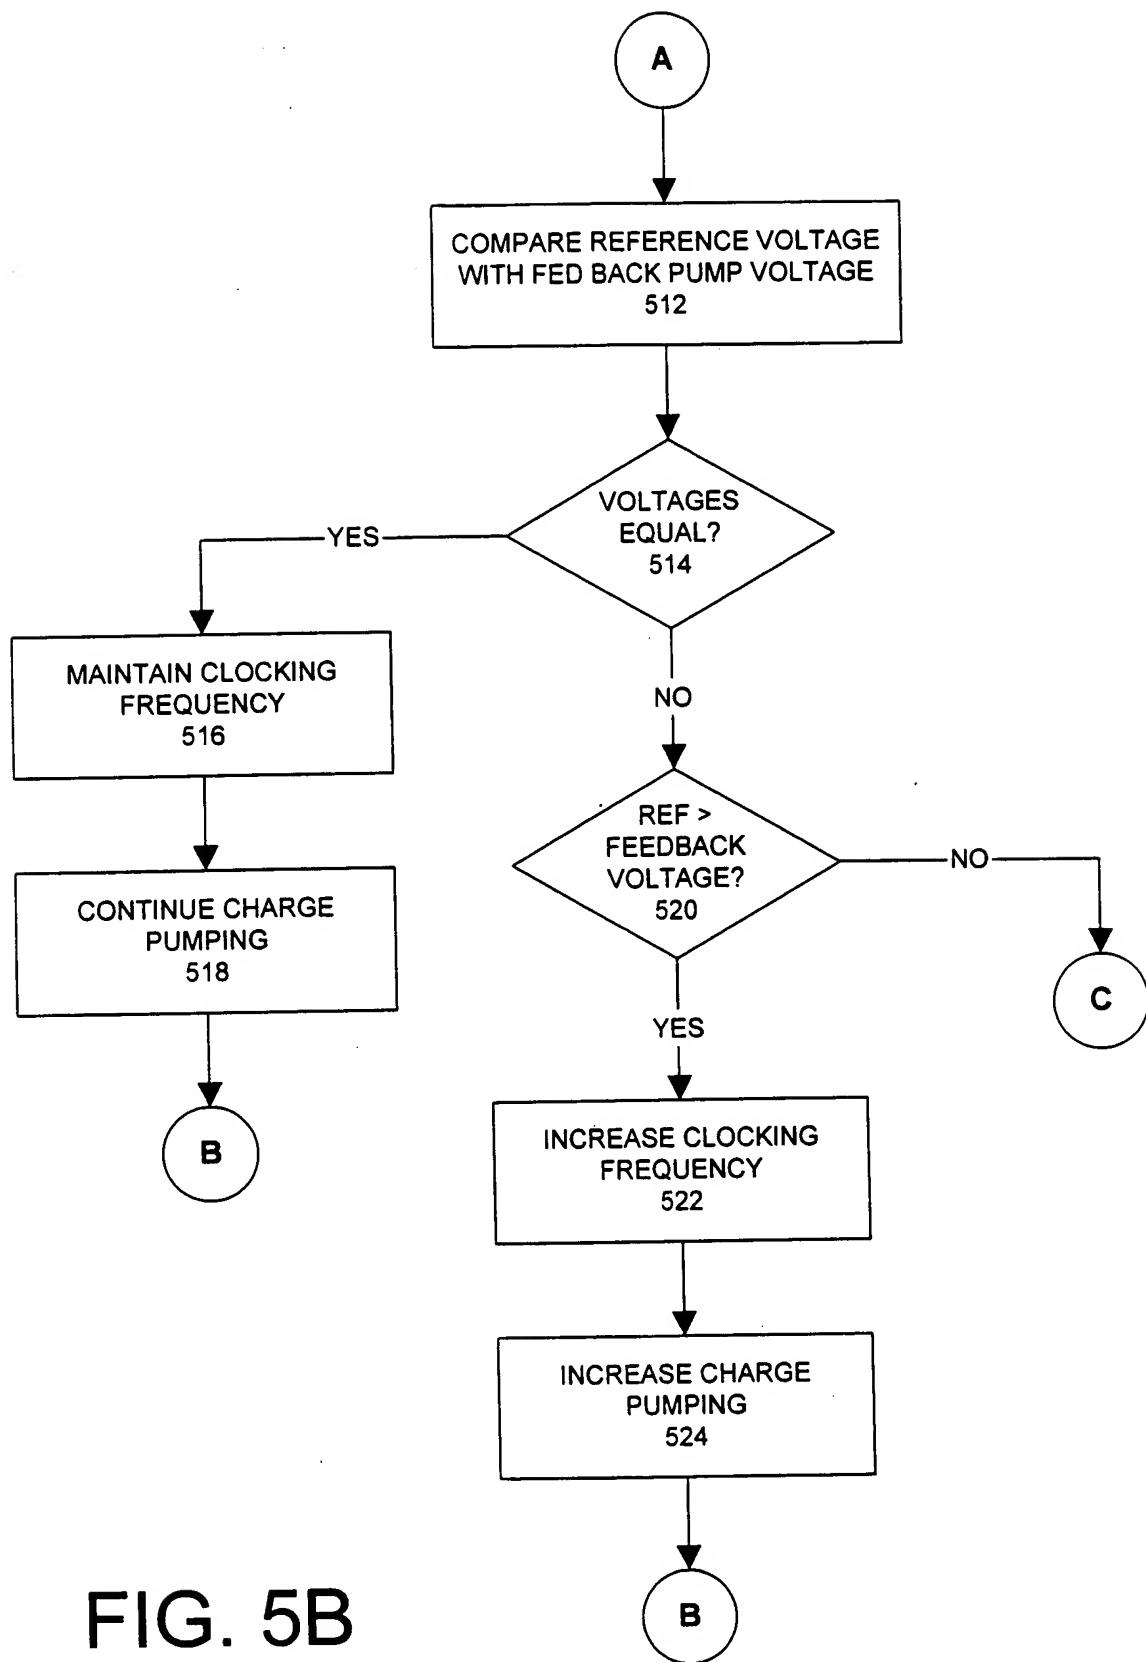 A
COMPARE REFERENCE VOLTAGE
WITH FED BACK PUMP VOLTAGE
512
VOLTAGES
EQUAL?
514
YES
NO
MAINTAIN CLOCKING
FREQUENCY
516
CONTINUE CHARGE
PUMPING
518
B
REF >
FEEDBACK
VOLTAGE?
520
NO
C
YES
INCREASE CLOCKING
FREQUENCY
522
INCREASE CHARGE
PUMPING
524
B
FIG. 5B